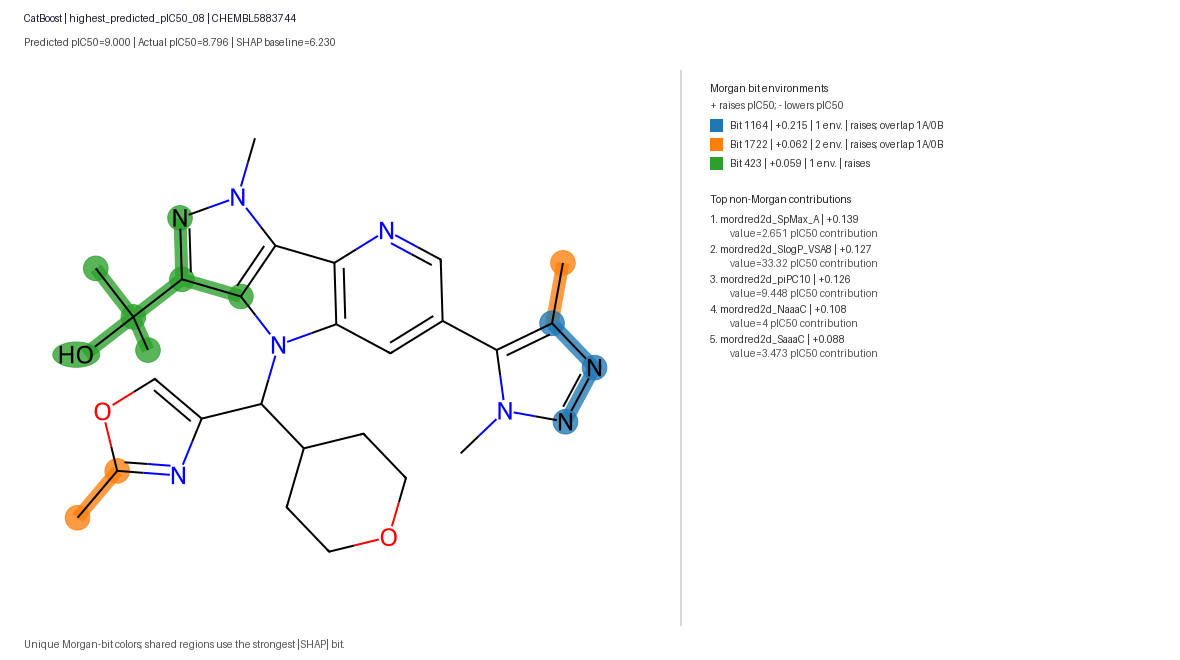 CatBoost | highest_predicted_pIC50_08 | CHEMBL5883744
Predicted pIC50=9.000 | Actual pIC50=8.796 | SHAP baseline=6.230
Morgan bit environments
+ raises pIC50; - lowers pIC50
Bit 1164 | +0.215 | 1 env. | raises; overlap 1A/0B
Bit 1722 | +0.062 | 2 env. | raises; overlap 1A/0B
Bit 423 | +0.059 | 1 env. | raises
Top non-Morgan contributions
1. mordred2d_SpMax_A | +0.139
value=2.651 pIC50 contribution
2. mordred2d_SlogP_VSA8 | +0.127
value=33.32 pIC50 contribution
3. mordred2d_piPC10 | +0.126
value=9.448 pIC50 contribution
4. mordred2d_NaaaC | +0.108
value=4 pIC50 contribution
5. mordred2d_SaaaC | +0.088
value=3.473 pIC50 contribution
N
N
N
HO
N
N
O
N
N
N
O
Unique Morgan-bit colors; shared regions use the strongest |SHAP| bit.